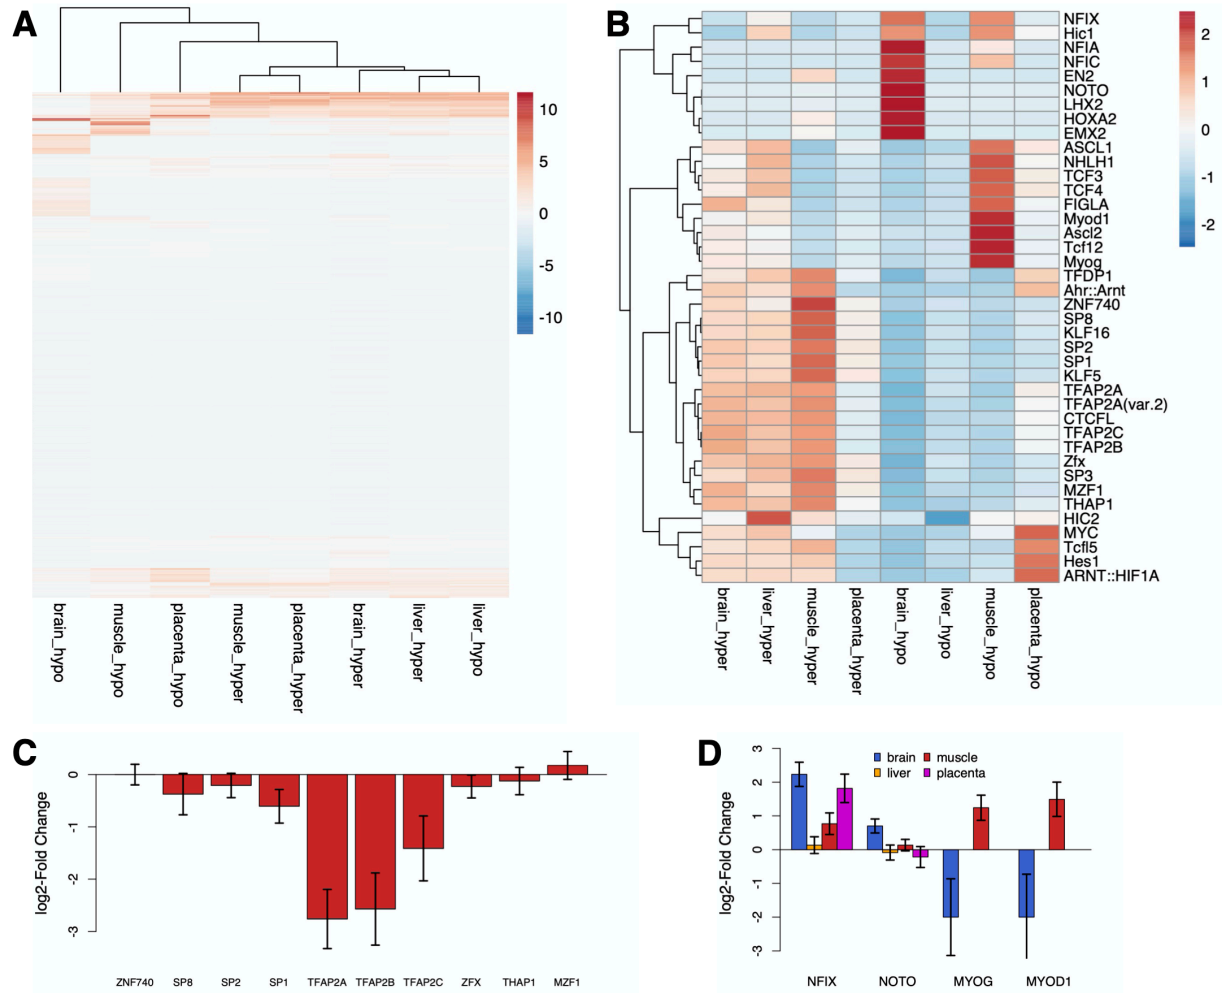 A
10
5
0
-5
-10
brain_hypo
muscle_hypo
placenta_hypo
muscle_hyper
placenta_hyper
brain_hyper
liver_hyper
liver_hypo
B
NFIX
Hic1
NFIA
NFIC
EN2
NOTO
LHX2
HOXA2
EMX2
ASCL1
NHLH1
TCF3
TCF4
FIGLA
Myod1
Ascl2
Tcf12
Myog
TFDP1
Ahr::Arnt
ZNF740
SP8
KLF16
SP2
SP1
KLF5
TFAP2A
TFAP2A(var.2)
CTCFL
TFAP2C
TFAP2B
Zfx
SP3
MZF1
THAP1
HIC2
MYC
Tcfl5
Hes1
ARNT::HIF1A
2
1
0
-1
-2
brain_hyper
liver_hyper
muscle_hyper
placenta_hyper
brain_hypo
liver_hypo
muscle_hypo
placenta_hypo
C
log2-Fold Change
0
-1
-2
-3
ZNF740 SP8 SP2 SP1 TFAP2A TFAP2B TFAP2C ZFX THAP1 MZF1
D
log2-Fold Change
3
2
1
0
-1
-2
-3
brain muscle
liver placenta
NFIX NOTO MYOG MYOD1